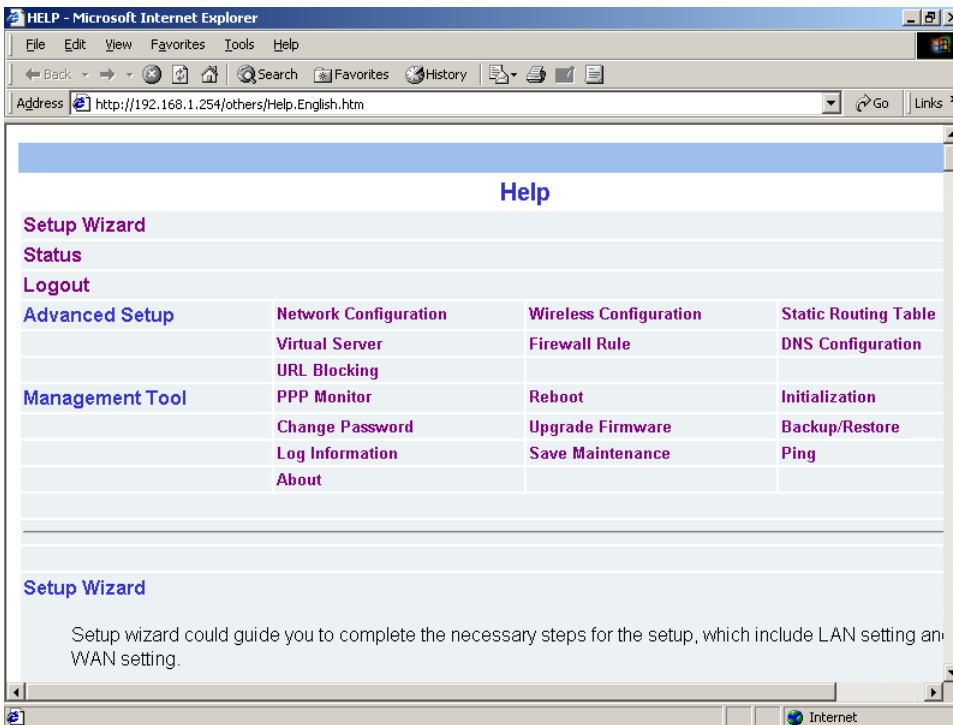 HELP - Microsoft Internet Explorer
File Edit View Favorites Tools Help
Back Search Favorites History
Address http://192.168.1.254/others/Help.English.htm Go Links
Help
Setup Wizard
Status
Logout
Advanced Setup Network Configuration Wireless Configuration Static Routing Table
Virtual Server Firewall Rule DNS Configuration
URL Blocking
Management Tool PPP Monitor Reboot Initialization
Change Password Upgrade Firmware Backup/Restore
Log Information Save Maintenance Ping
About
Setup Wizard
Setup wizard could guide you to complete the necessary steps for the setup, which include LAN setting an
WAN setting.
Internet